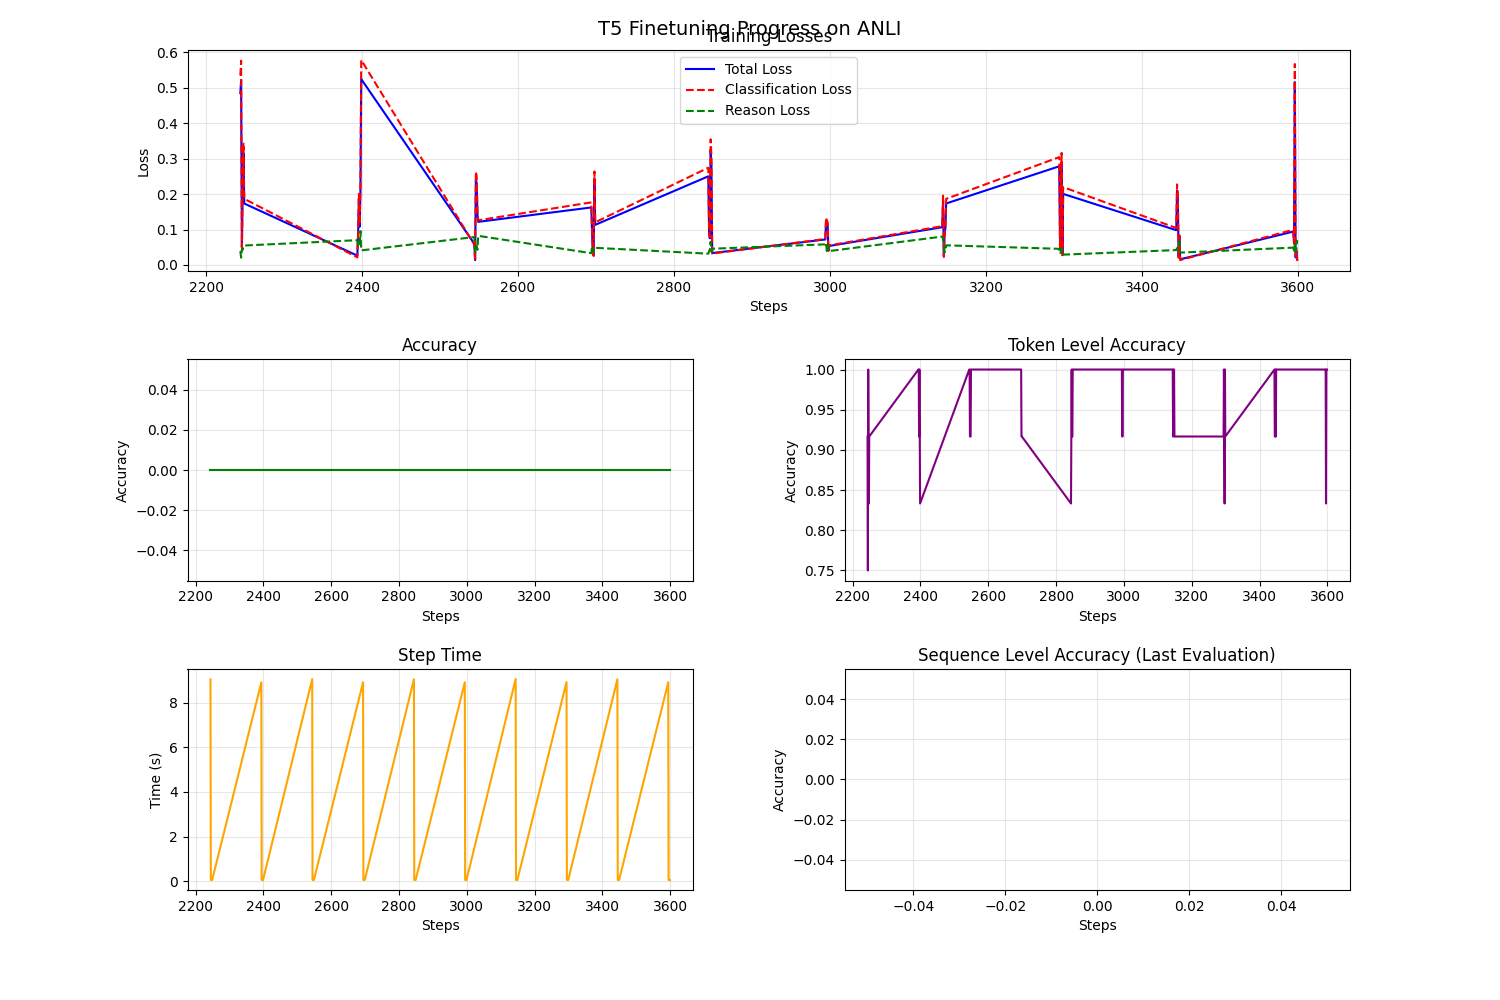 T5 Finetuning Progress on ANLI
Training Losses
Total Loss
Classification Loss
Reason Loss
Loss
0.6
0.5
0.4
0.3
0.2
0.1
0.0
2200 2400 2600 2800 3000 3200 3400 3600
Steps
Accuracy
Accuracy
0.04
0.02
0.00
−0.02
−0.04
2200 2400 2600 2800 3000 3200 3400 3600
Steps
Token Level Accuracy
Accuracy
1.00
0.95
0.90
0.85
0.80
0.75
2200 2400 2600 2800 3000 3200 3400 3600
Steps
Step Time
Time (s)
8
6
4
2
0
2200 2400 2600 2800 3000 3200 3400 3600
Steps
Sequence Level Accuracy (Last Evaluation)
Accuracy
0.04
0.02
0.00
−0.02
−0.04
−0.04 −0.02 0.00 0.02 0.04
Steps